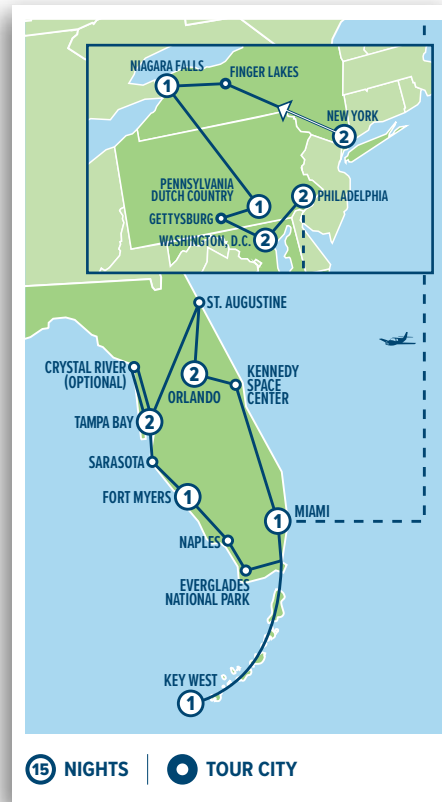 NIAGARA FALLS
1
FINGER LAKES
NEW YORK
2
PENNSYLVANIA
DUTCH COUNTRY
1
2
PHILADELPHIA
GETTYSBURG
WASHINGTON, D.C.
2
ST. AUGUSTINE
CRYSTAL RIVER
(OPTIONAL)
2
ORLANDO
KENNEDY
SPACE
CENTER
TAMPA BAY
2
SARASOTA
FORT MYERS
1
1
MIAMI
NAPLES
EVERGLADES
NATIONAL PARK
KEY WEST
1
15 NIGHTS
TOUR CITY